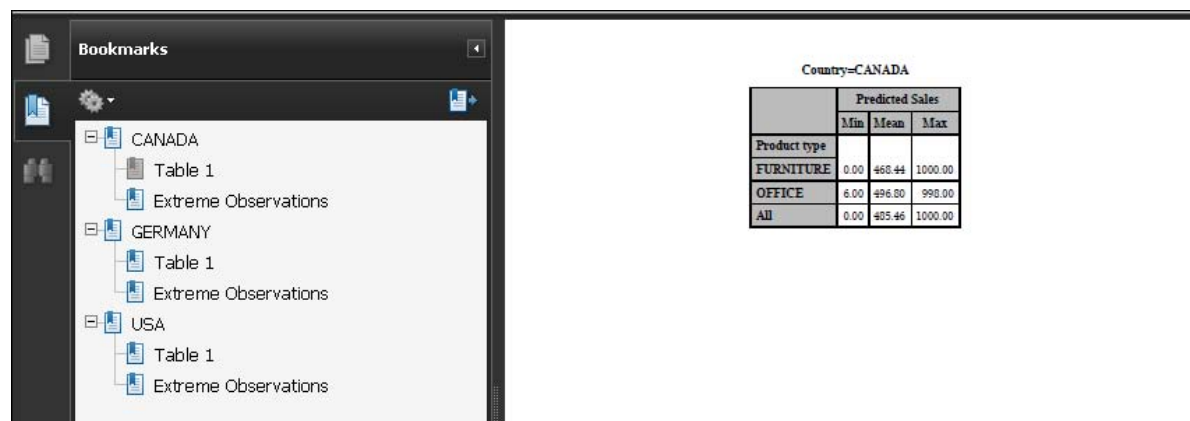 Bookmarks
CANADA
Table 1
Extreme Observations
GERMANY
Table 1
Extreme Observations
USA
Table 1
Extreme Observations
Country=CANADA
Predicted Sales
Min Mean Max
Product type
FURNITURE 0.00 468.44 1000.00
OFFICE 6.00 496.80 998.00
All 0.00 485.46 1000.00